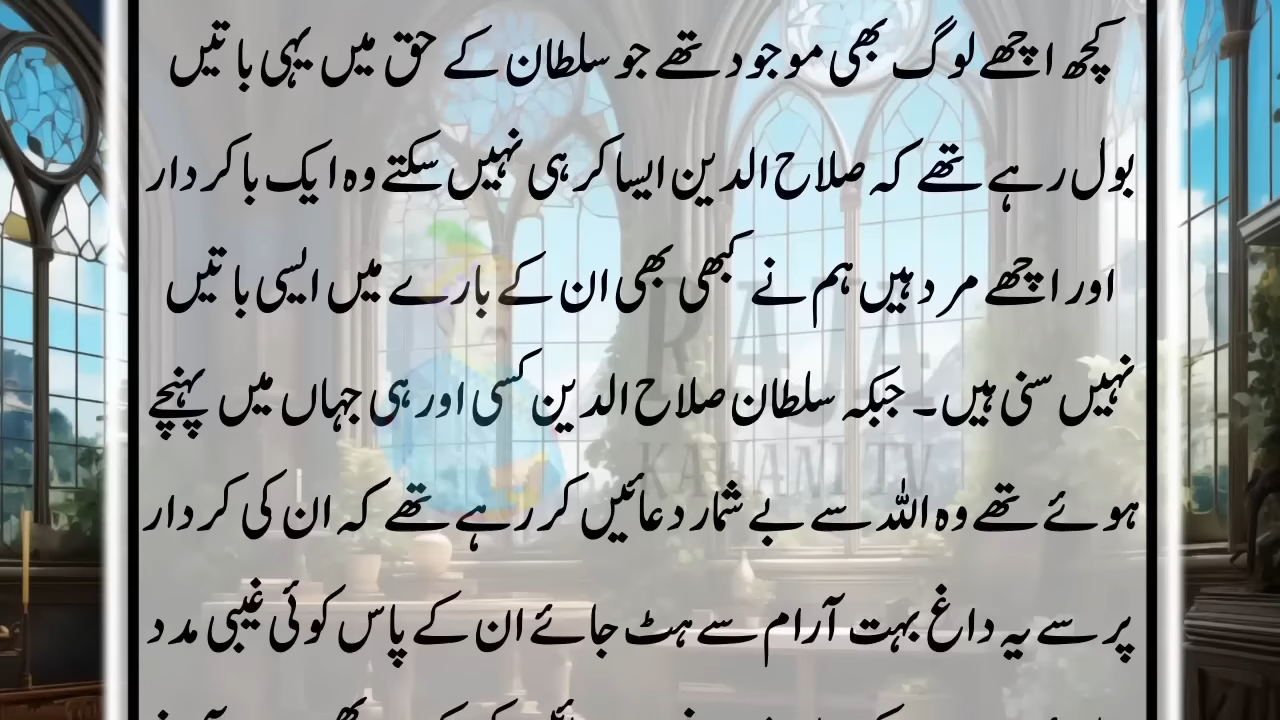 کچھ اچھے لوگ بھی موجود تھے جو سلطان کے حق میں یہی باتیں
بول رہے تھے کہ صلاح الدین ایسا کر ہی نہیں سکتے وہ ایک باکردار
اور اچھے مرد ہیں ہم نے کبھی بھی ان کے بارے میں ایسی باتیں
نہیں سنی ہیں۔ جبکہ سلطان صلاح الدین کسی اور ہی جہاں میں پہنچے
ہوئے تھے وہ اللہ سے بے شمار دعائیں کر رہے تھے کہ ان کی کردار
پر سے یہ داغ بہت آرام سے ہٹ جائے ان کے پاس کوئی غیبی مدد
RAJA
KAHANI TV